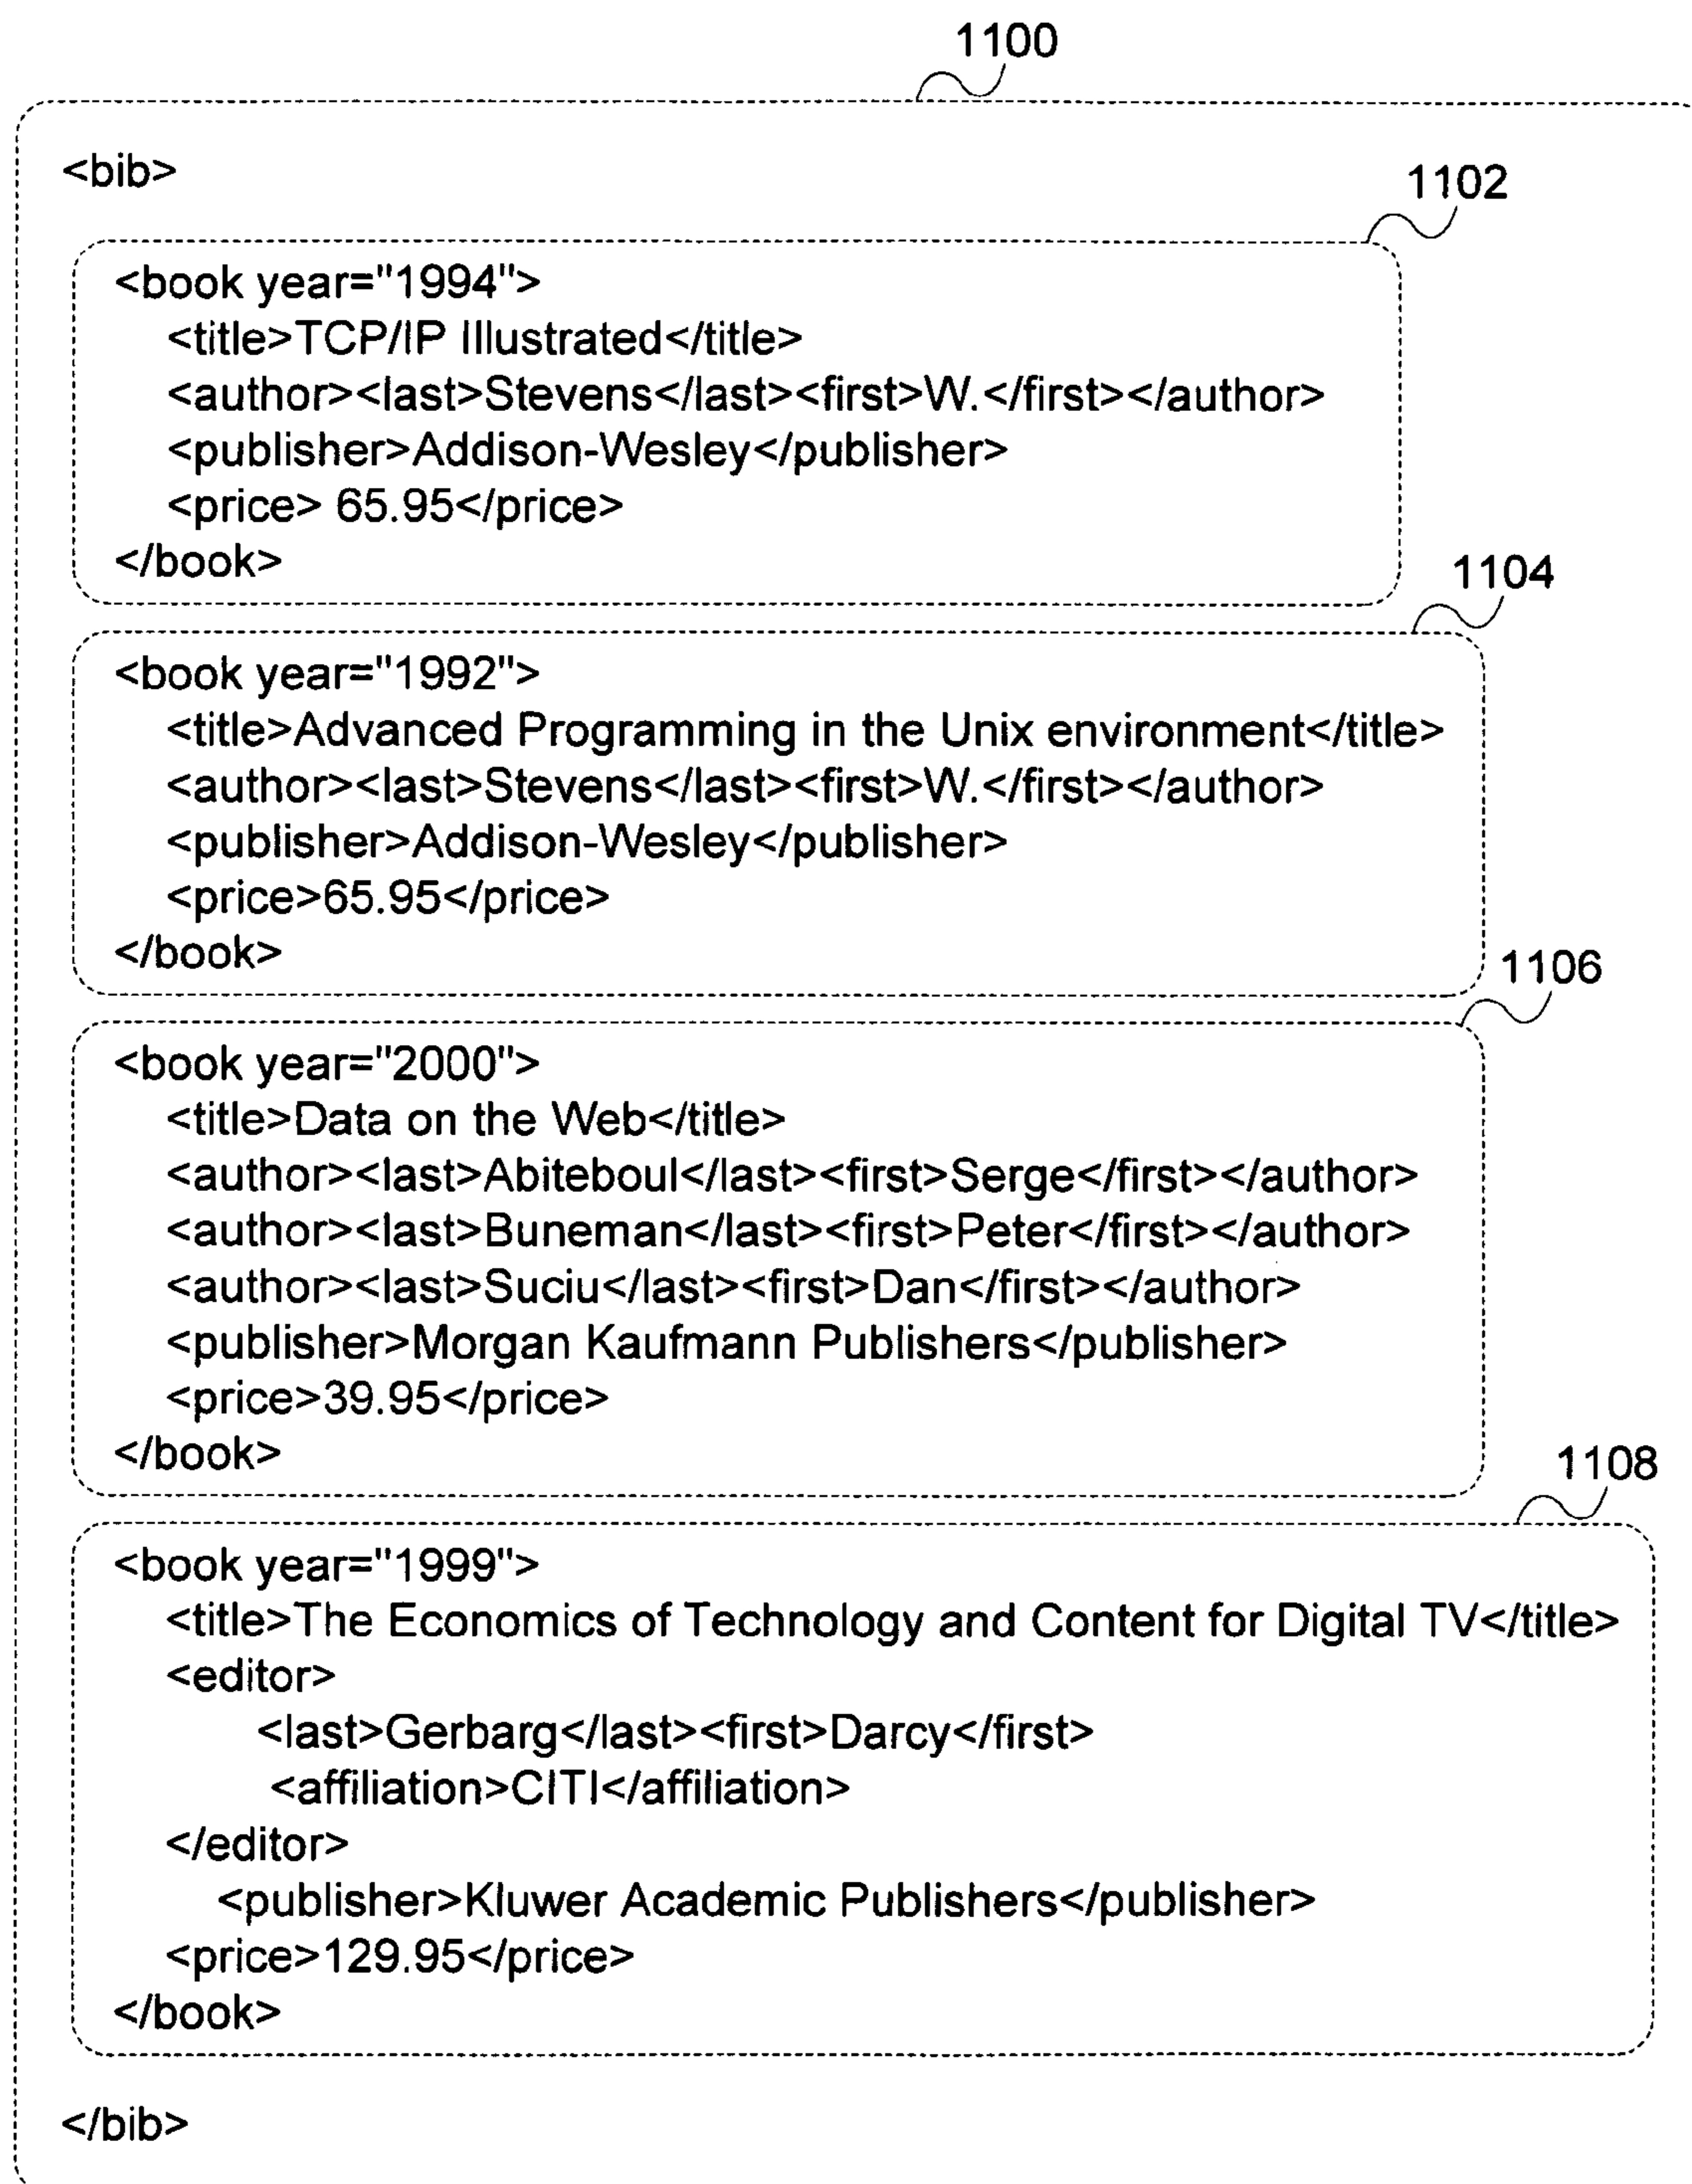 1100
<bib>
1102
<book year="1994">
<title>TCP/IP Illustrated</title>
<author><last>Stevens</last><first>W.</first></author>
<publisher>Addison-Wesley</publisher>
<price> 65.95</price>
</book>
1104
<book year="1992">
<title>Advanced Programming in the Unix environment</title>
<author><last>Stevens</last><first>W.</first></author>
<publisher>Addison-Wesley</publisher>
<price>65.95</price>
</book>
1106
<book year="2000">
<title>Data on the Web</title>
<author><last>Abiteboul</last><first>Serge</first></author>
<author><last>Buneman</last><first>Peter</first></author>
<author><last>Suciu</last><first>Dan</first></author>
<publisher>Morgan Kaufmann Publishers</publisher>
<price>39.95</price>
</book>
1108
<book year="1999">
<title>The Economics of Technology and Content for Digital TV</title>
<editor>
<last>Gerbarg</last><first>Darcy</first>
<affiliation>CITI</affiliation>
</editor>
<publisher>Kluwer Academic Publishers</publisher>
<price>129.95</price>
</book>
</bib>